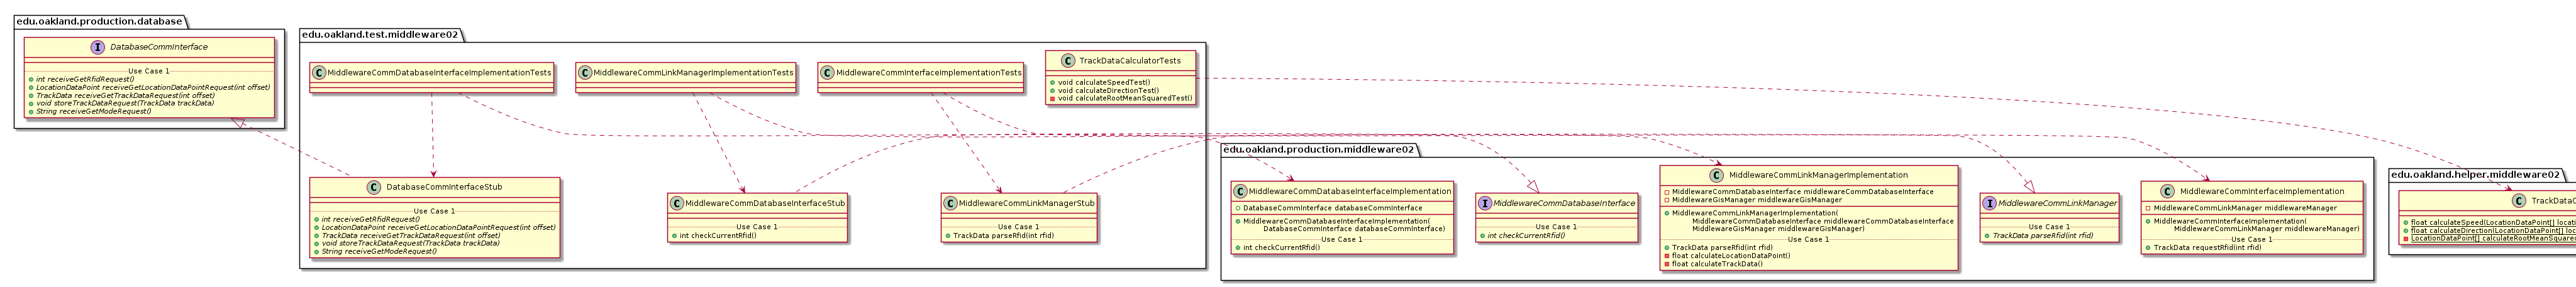 edu.oakland.production.database
I DatabaseCommInterface
Use Case 1
int receiveGetRfidRequest()
LocationDataPoint receiveGetLocationDataPointRequest(int offset)
TrackData receiveGetTrackDataRequest(int offset)
void storeTrackDataRequest(TrackData trackData)
String receiveGetModeRequest()
edu.oakland.test.middleware02
C MiddlewareCommDatabaseInterfaceImplementationTests
C MiddlewareCommLinkManagerImplementationTests
C MiddlewareCommInterfaceImplementationTests
C TrackDataCalculatorTests
void calculateSpeedTest()
void calculateDirectionTest()
void calculateRootMeanSquaredTest()
C DatabaseCommInterfaceStub
Use Case 1
int receiveGetRfidRequest()
LocationDataPoint receiveGetLocationDataPointRequest(int offset)
TrackData receiveGetTrackDataRequest(int offset)
void storeTrackDataRequest(TrackData trackData)
String receiveGetModeRequest()
C MiddlewareCommDatabaseInterfaceStub
Use Case 1
int checkCurrentRfid()
C MiddlewareCommLinkManagerStub
Use Case 1
TrackData parseRfid(int rfid)
edu.oakland.production.middleware02
C MiddlewareCommDatabaseInterfaceImplementation
DatabaseCommInterface databaseCommInterface
MiddlewareCommDatabaseInterfaceImplementation(
DatabaseCommInterface databaseCommInterface)
Use Case 1
int checkCurrentRfid()
I MiddlewareCommDatabaseInterface
Use Case 1
int checkCurrentRfid()
C MiddlewareCommLinkManagerImplementation
MiddlewareCommDatabaseInterface middlewareCommDatabaseInterface
MiddlewareGisManager middlewareGisManager
MiddlewareCommLinkManagerImplementation(
MiddlewareCommDatabaseInterface middlewareCommDatabaseInterface
MiddlewareGisManager middlewareGisManager)
Use Case 1
TrackData parseRfid(int rfid)
float calculateLocationDataPoint()
float calculateTrackData()
I MiddlewareCommLinkManager
Use Case 1
TrackData parseRfid(int rfid)
C MiddlewareCommInterfaceImplementation
MiddlewareCommLinkManager middlewareManager
MiddlewareCommInterfaceImplementation(
MiddlewareCommLinkManager middlewareManager)
Use Case 1
TrackData requestRfid(int rfid)
edu.oakland.helper.middleware02
C TrackDataC
float calculateSpeed(LocationDataPoint[] locati
float calculateDirection(LocationDataPoint[] loc
LocationDataPoint[] calculateRootMeanSquared